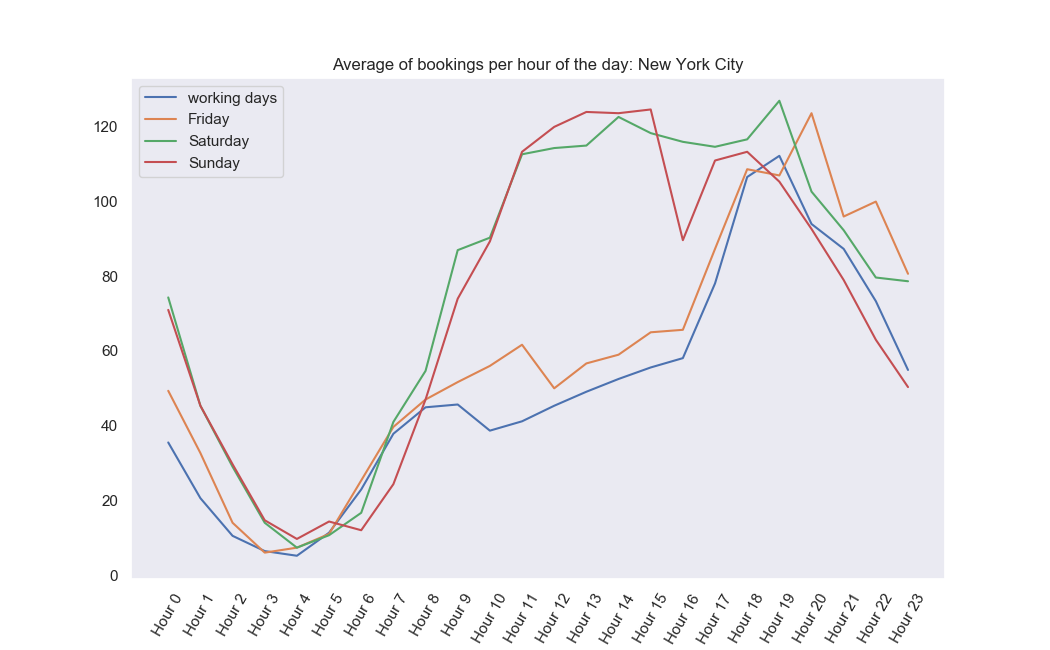 Average of bookings per hour of the day: New York City
working days
Friday
Saturday
Sunday
120
100
80
60
40
20
0
Hour 0
Hour 1
Hour 2
Hour 3
Hour 4
Hour 5
Hour 6
Hour 7
Hour 8
Hour 9
Hour 10
Hour 11
Hour 12
Hour 13
Hour 14
Hour 15
Hour 16
Hour 17
Hour 18
Hour 19
Hour 20
Hour 21
Hour 22
Hour 23